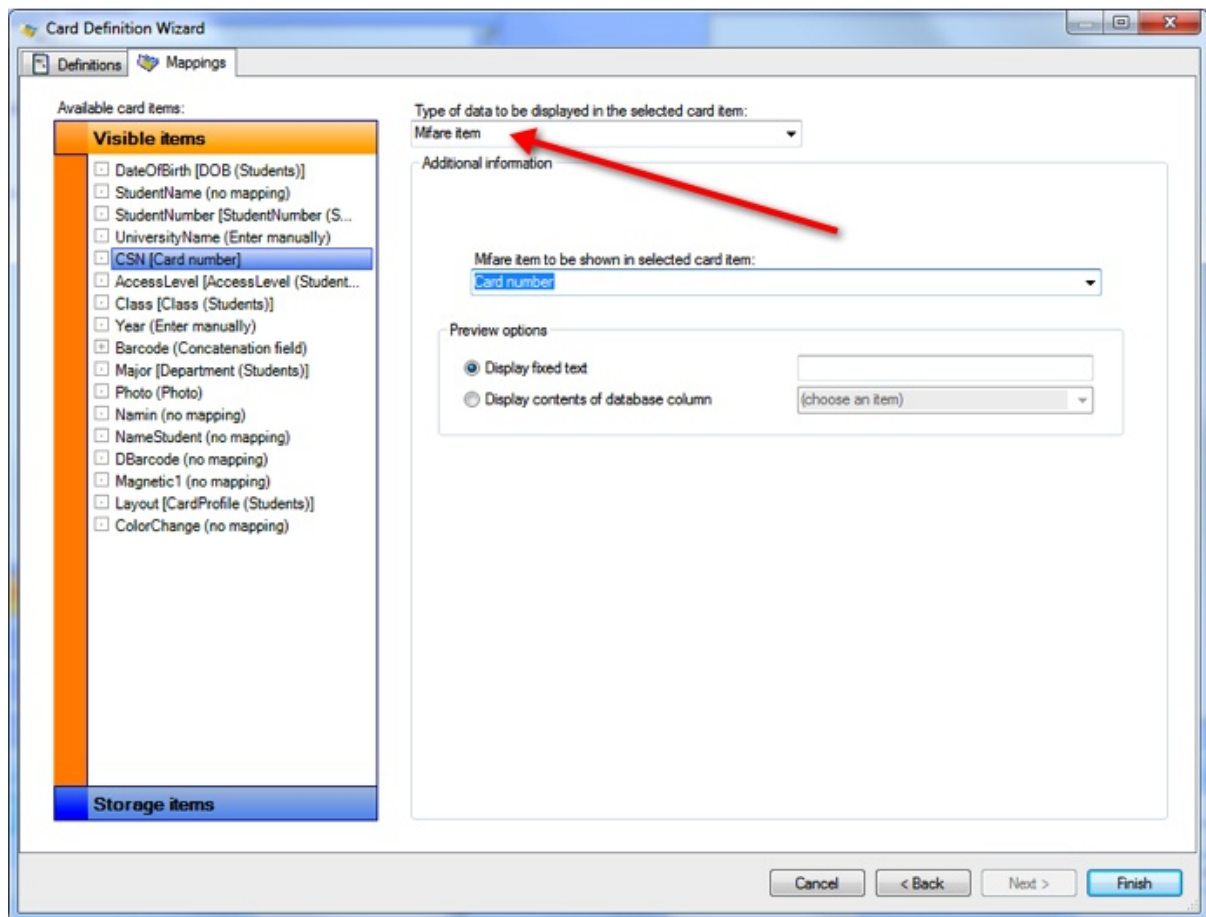 Card Definition Wizard
Definitions
Mappings
Available card items:
Visible items
DateOfBirth [DOB (Students)]
StudentName (no mapping)
StudentNumber [StudentNumber (S...
UniversityName (Enter manually)
CSN [Card number]
AccessLevel [AccessLevel (Student...
Class [Class (Students)]
Year (Enter manually)
Barcode (Concatenation field)
Major [Department (Students)]
Photo (Photo)
Namin (no mapping)
NameStudent (no mapping)
DBarcode (no mapping)
Magnetic1 (no mapping)
Layout [CardProfile (Students)]
ColorChange (no mapping)
Storage items
Type of data to be displayed in the selected card item:
Mifare item
Additional information
Mifare item to be shown in selected card item:
Card number
Preview options
Display fixed text
Display contents of database column
(choose an item)
Cancel
< Back
Next >
Finish